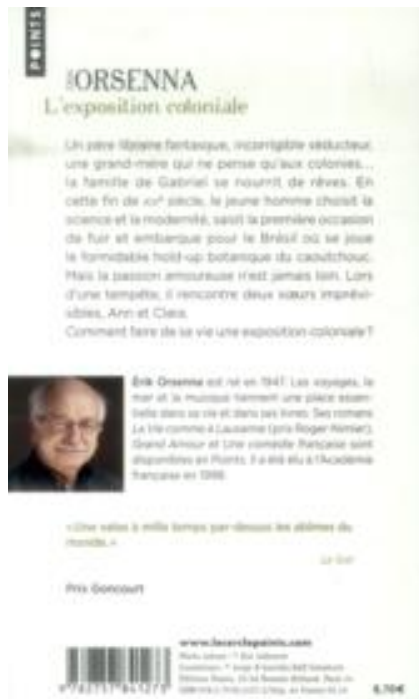 POINTS
ERIK ORSENNA
L'exposition coloniale
Un père libraire fantasque, incorrigible séducteur,
une grand-mère qui ne pense qu'aux colonies...
la famille de Gabriel se nourrit de rêves. En
cette fin de siècle, le jeune homme choisit la
science et la modernité, saisit la première occasion
de fuir et embarque pour le Brésil où se joue
le formidable hold-up botanique du caoutchouc.
Mais la passion amoureuse n'est jamais loin. Lors
d'une tempête, il rencontre deux sœurs imprévi-
sibles, Ann et Clara.
Comment faire de sa vie une exposition coloniale ?
Erik Orsenna est né en 1947. Les voyages, la
mer et la musique tiennent une place essen-
tielle dans sa vie et dans ses livres. Ses romans
La Vie comme à Lausanne (prix Roger Nimier),
Grand Amour et Une comédie française sont
disponibles en Points. Il a été élu à l'Académie
française en 1998.
«Une valse à mille temps par-dessus les abîmes du
monde.»
Prix Goncourt
www.lecerclepoints.com
9 782757 841273